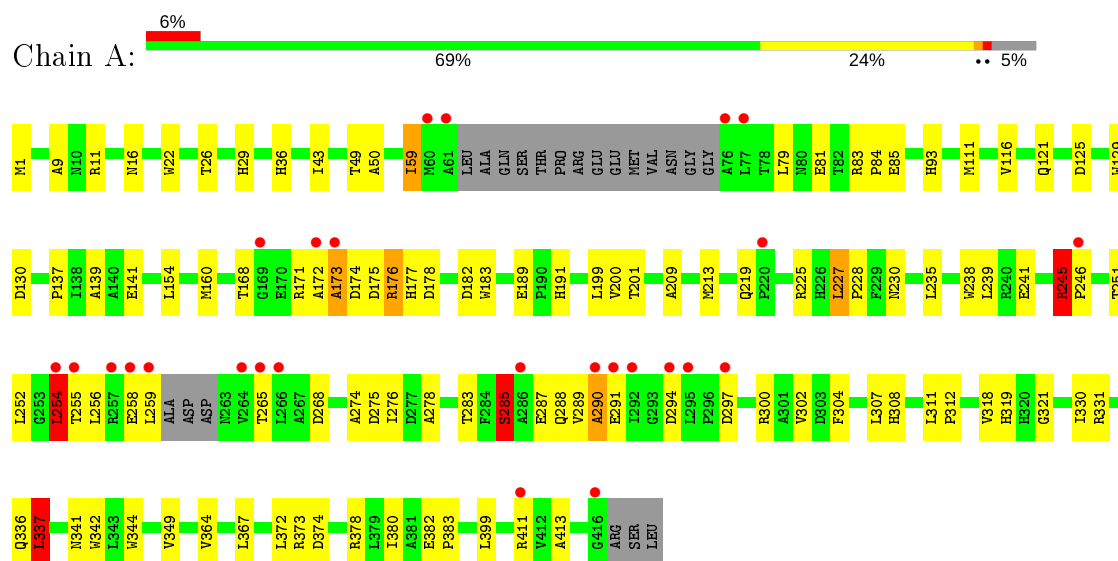 6%
Chain A:
69% 24% •• 5%
M1 A9 N10 R11 N16 W22 T26 H29 H36 I43 T49 A50 I59 M60 A61 LEU ALA GLN SER THR PRO ARG GLU GLU MET VAL ASN GLY GLY A76 L77 T78 L79 N80 E81 T82 R83 P84 E85 H93 M111 V116 Q121 D125 W129
D130 P137 I138 A139 A140 E141 L154 M160 T168 G169 E170 R171 A172 A173 D174 D175 R176 H177 D178 D182 W183 E189 P190 H191 L199 V200 T201 A209 M213 Q219 P220 R225 H226 L227 P228 F229 N230 L235 W238 L239 R240 E241 R245 P246 T251
L252 G253 L254 T255 L256 R257 E258 L259 ALA ASP ASP N263 V264 T265 L266 A267 D268 A274 D275 I276 D277 A278 T283 F284 S285 A286 E287 Q288 V289 A290 E291 I292 G293 D294 L295 P296 D297 R300 A301 V302 D303 F304 L307 H308 L311 P312 V318 H319 H320 G321 I330 R331
Q336 L337 N341 W342 L343 W344 V349 V364 L367 L372 R373 D374 R378 L379 I380 A381 E382 P383 L399 R411 V412 A413 G416 ARG SER LEU